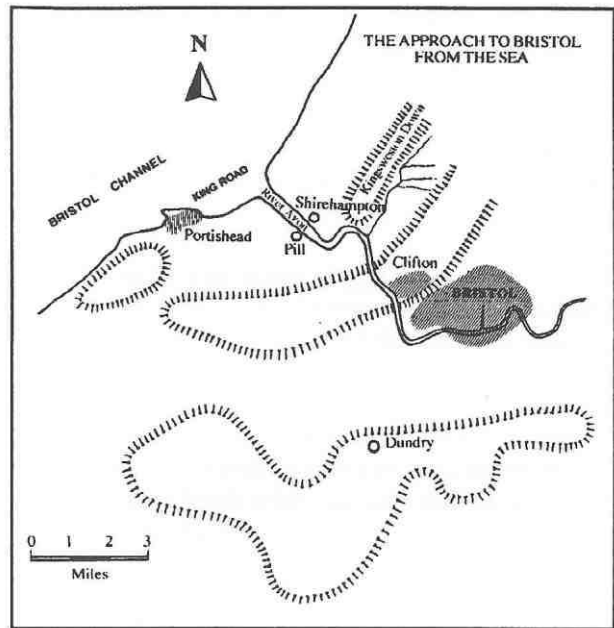 THE APPROACH TO BRISTOL
FROM THE SEA
N
BRISTOL CHANNEL
KING ROAD
River Avon
Kingsweston Down
Shirehampton
Portishead
Pill
Clifton
BRISTOL
Dundry
0 1 2 3
Miles